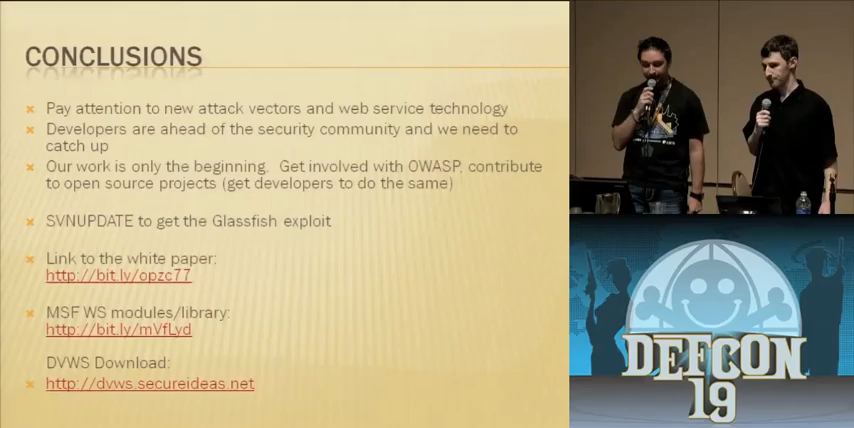 CONCLUSIONS
Pay attention to new attack vectors and web service technology
Developers are ahead of the security community and we need to
catch up
Our work is only the beginning. Get involved with OWASP, contribute
to open source projects (get developers to do the same)
SVNUPDATE to get the Glassfish exploit
Link to the white paper:
http://bit.ly/opzc77
MSF WS modules/library:
http://bit.ly/mVfLyd
DVWS Download:
http://dvws.secureideas.net
DEFCON
19